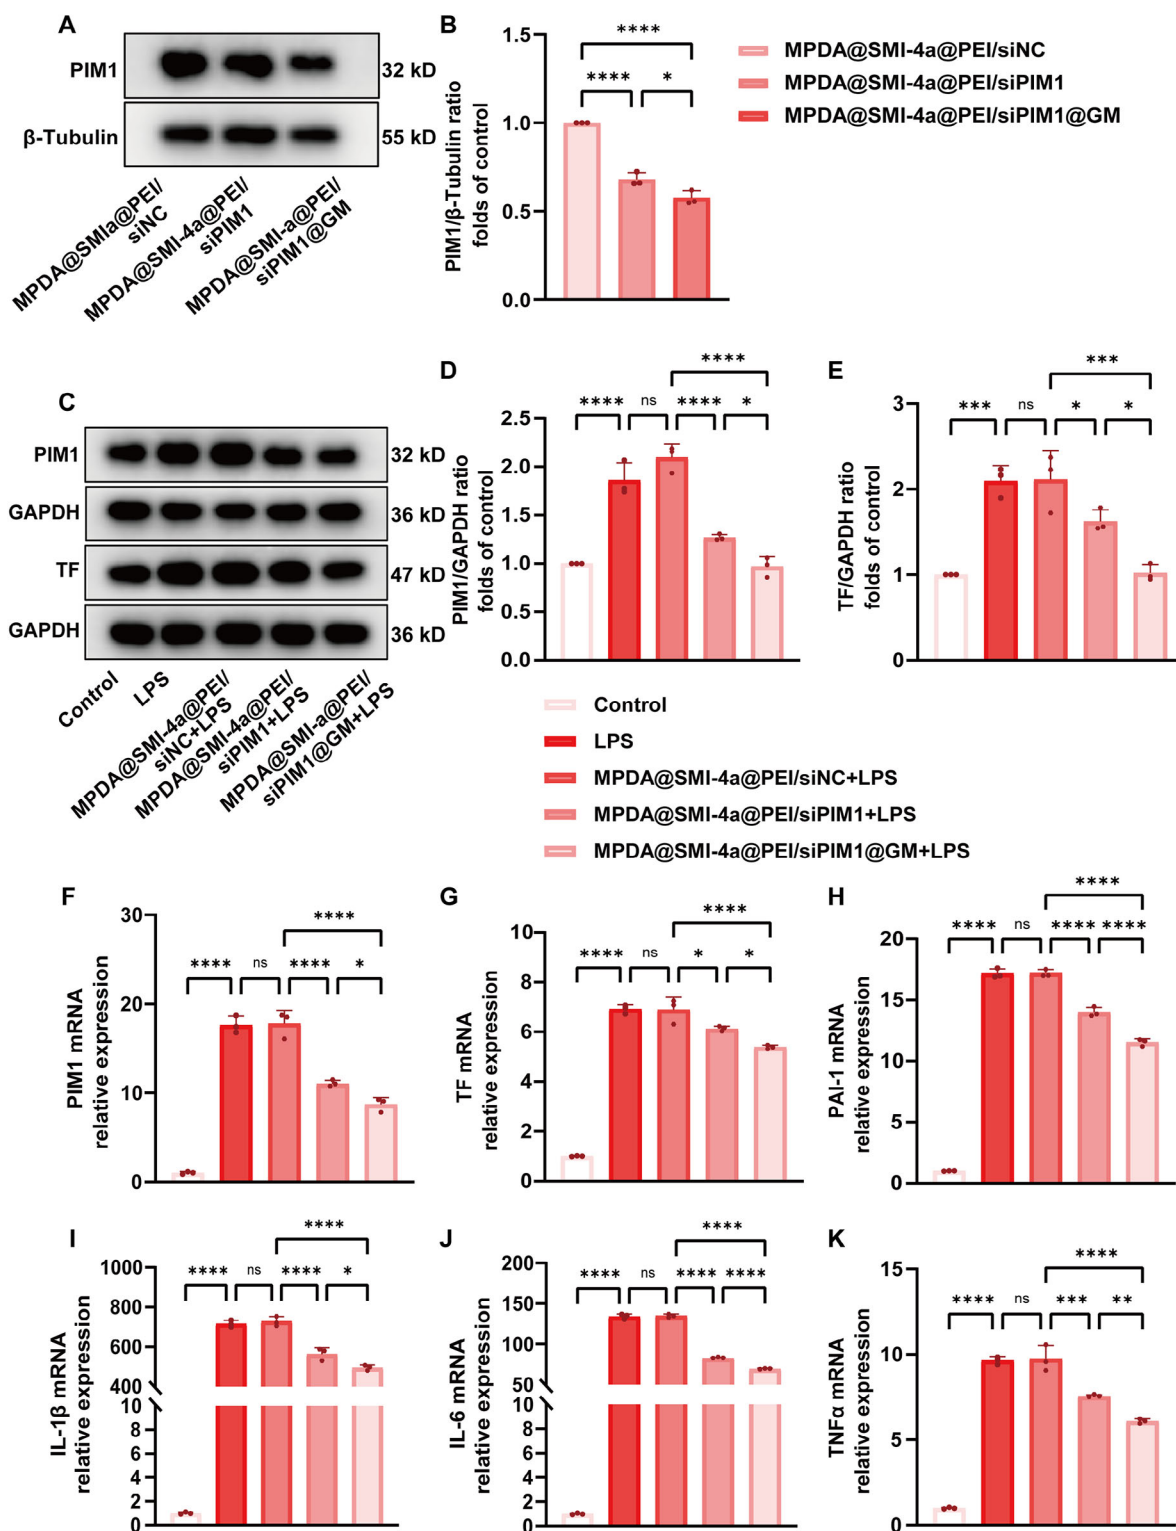 A
PIM1
32 kD
β-Tubulin
55 kD
MPDA@SMIa@PEI/
siNC
MPDA@SMI-4a@PEI/
siPIM1
MPDA@SMI-a@PEI/
siPIM1@GM
B
PIM1/β-Tubulin ratio
folds of control
1.5
1.0
0.5
0.0
****
**** *
MPDA@SMI-4a@PEI/siNC
MPDA@SMI-4a@PEI/siPIM1
MPDA@SMI-4a@PEI/siPIM1@GM
C
PIM1
32 kD
GAPDH
36 kD
TF
47 kD
GAPDH
36 kD
Control
LPS
MPDA@SMI-4a@PEI/
siNC+LPS
MPDA@SMI-4a@PEI/
siPIM1+LPS
MPDA@SMI-a@PEI/
siPIM1@GM+LPS
D
PIM1/GAPDH ratio
folds of control
2.5
2.0
1.5
1.0
0.5
0.0
****
**** ns **** *
E
TF/GAPDH ratio
folds of control
3
2
1
0
***
*** ns * *
Control
LPS
MPDA@SMI-4a@PEI/siNC+LPS
MPDA@SMI-4a@PEI/siPIM1+LPS
MPDA@SMI-4a@PEI/siPIM1@GM+LPS
F
PIM1 mRNA
relative expression
30
20
10
0
****
**** ns **** *
G
TF mRNA
relative expression
10
8
6
4
2
0
****
**** ns * *
H
PAI-1 mRNA
relative expression
20
15
10
5
0
****
**** ns **** ****
I
IL-1β mRNA
relative expression
1000
800
600
400
10
8
6
4
2
0
****
**** ns **** *
J
IL-6 mRNA
relative expression
200
150
100
50
10
8
6
4
2
0
****
**** ns **** ****
K
TNFα mRNA
relative expression
15
10
5
0
****
**** ns *** **